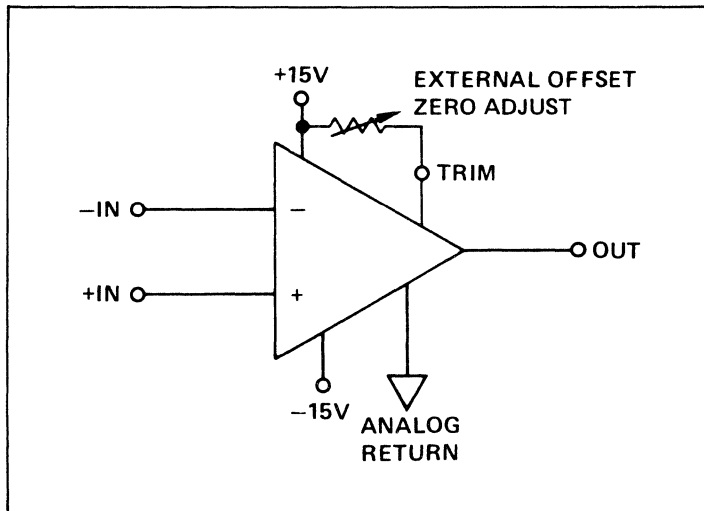 +15V
EXTERNAL OFFSET
ZERO ADJUST
TRIM
−IN
−
OUT
+IN
+
−15V
ANALOG
RETURN